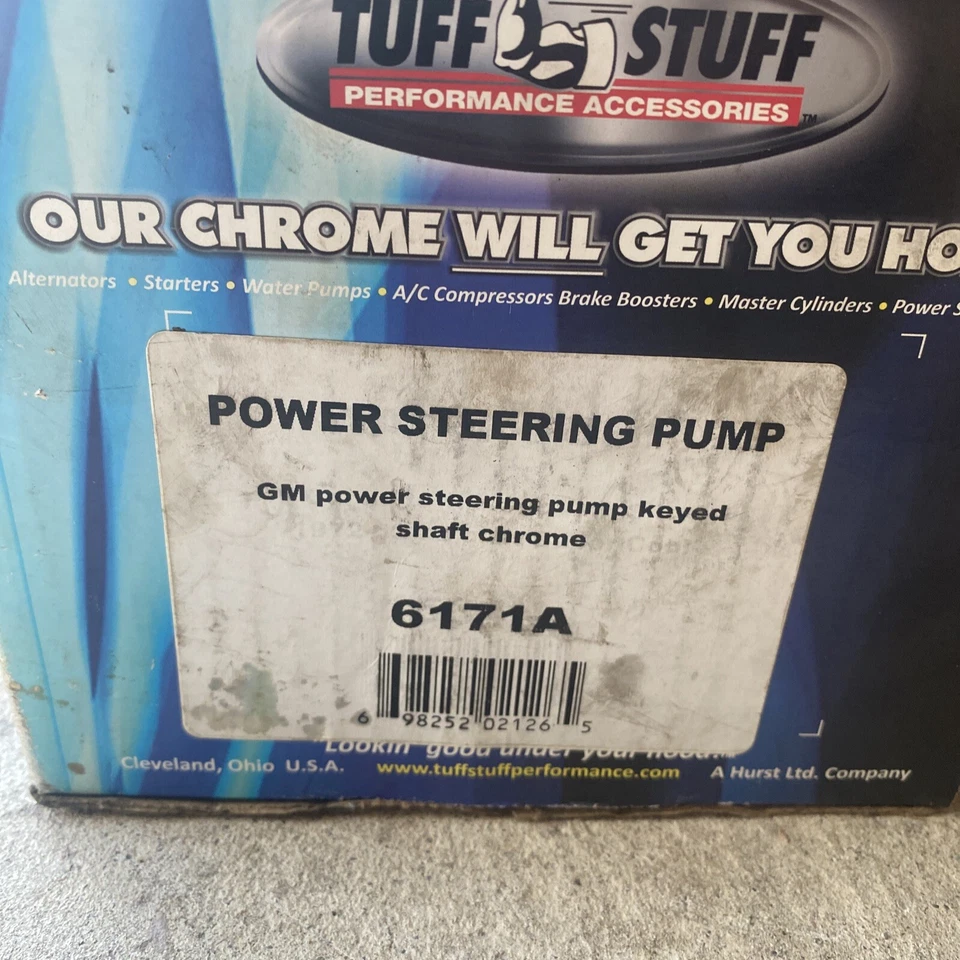 TUFF STUFF
PERFORMANCE ACCESSORIES™
OUR CHROME WILL GET YOU HO
Alternators • Starters • Water Pumps • A/C Compressors Brake Boosters • Master Cylinders • Power S
POWER STEERING PUMP
GM power steering pump keyed
shaft chrome
6171A
6 98252 02126 5
Lookin' good under your hood...
Cleveland, Ohio U.S.A. www.tuffstuffperformance.com A Hurst Ltd. Company